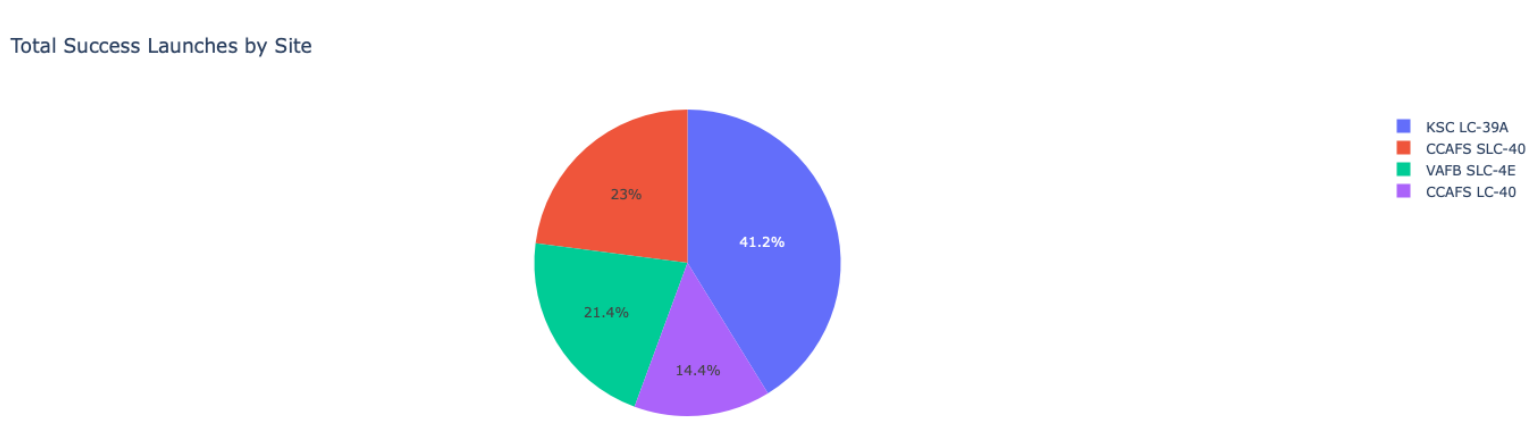 Total Success Launches by Site
KSC LC-39A
CCAFS SLC-40
VAFB SLC-4E
CCAFS LC-40
23%
41.2%
21.4%
14.4%